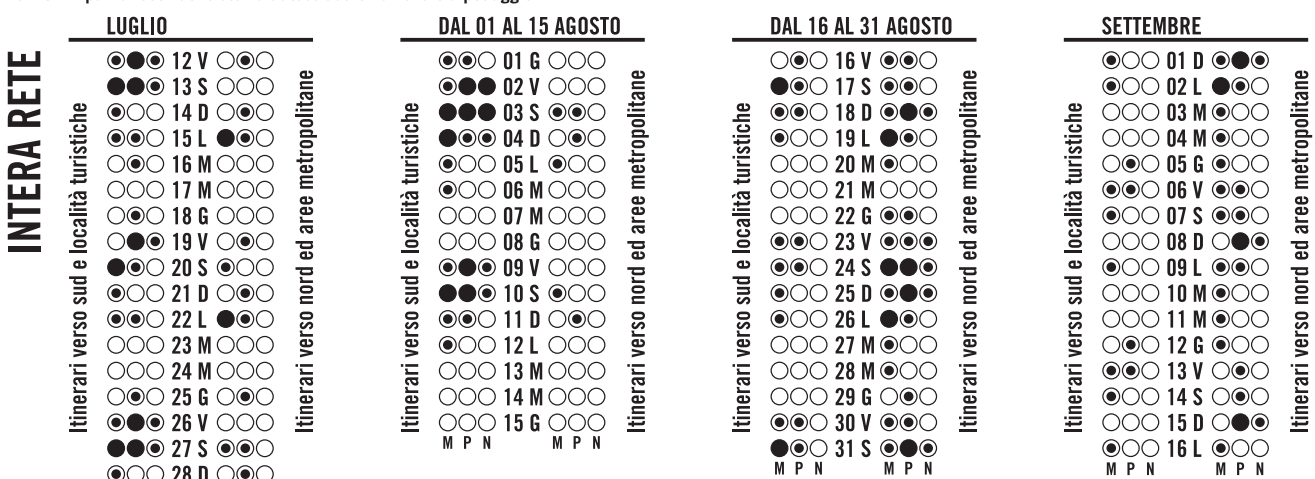 INTERA RETE
LUGLIO
Itinerari verso sud e località turistiche
12 V
13 S
14 D
15 L
16 M
17 M
18 G
19 V
20 S
21 D
22 L
23 M
24 M
25 G
26 V
27 S
28 D
Itinerari verso nord ed aree metropolitane
DAL 01 AL 15 AGOSTO
Itinerari verso sud e località turistiche
01 G
02 V
03 S
04 D
05 L
06 M
07 M
08 G
09 V
10 S
11 D
12 L
13 M
14 M
15 G
M P N M P N
Itinerari verso nord ed aree metropolitane
DAL 16 AL 31 AGOSTO
Itinerari verso sud e località turistiche
16 V
17 S
18 D
19 L
20 M
21 M
22 G
23 V
24 S
25 D
26 L
27 M
28 M
29 G
30 V
31 S
M P N M P N
Itinerari verso nord ed aree metropolitane
SETTEMBRE
Itinerari verso sud e località turistiche
01 D
02 L
03 M
04 M
05 G
06 V
07 S
08 D
09 L
10 M
11 M
12 G
13 V
14 S
15 D
16 L
M P N M P N
Itinerari verso nord ed aree metropolitane